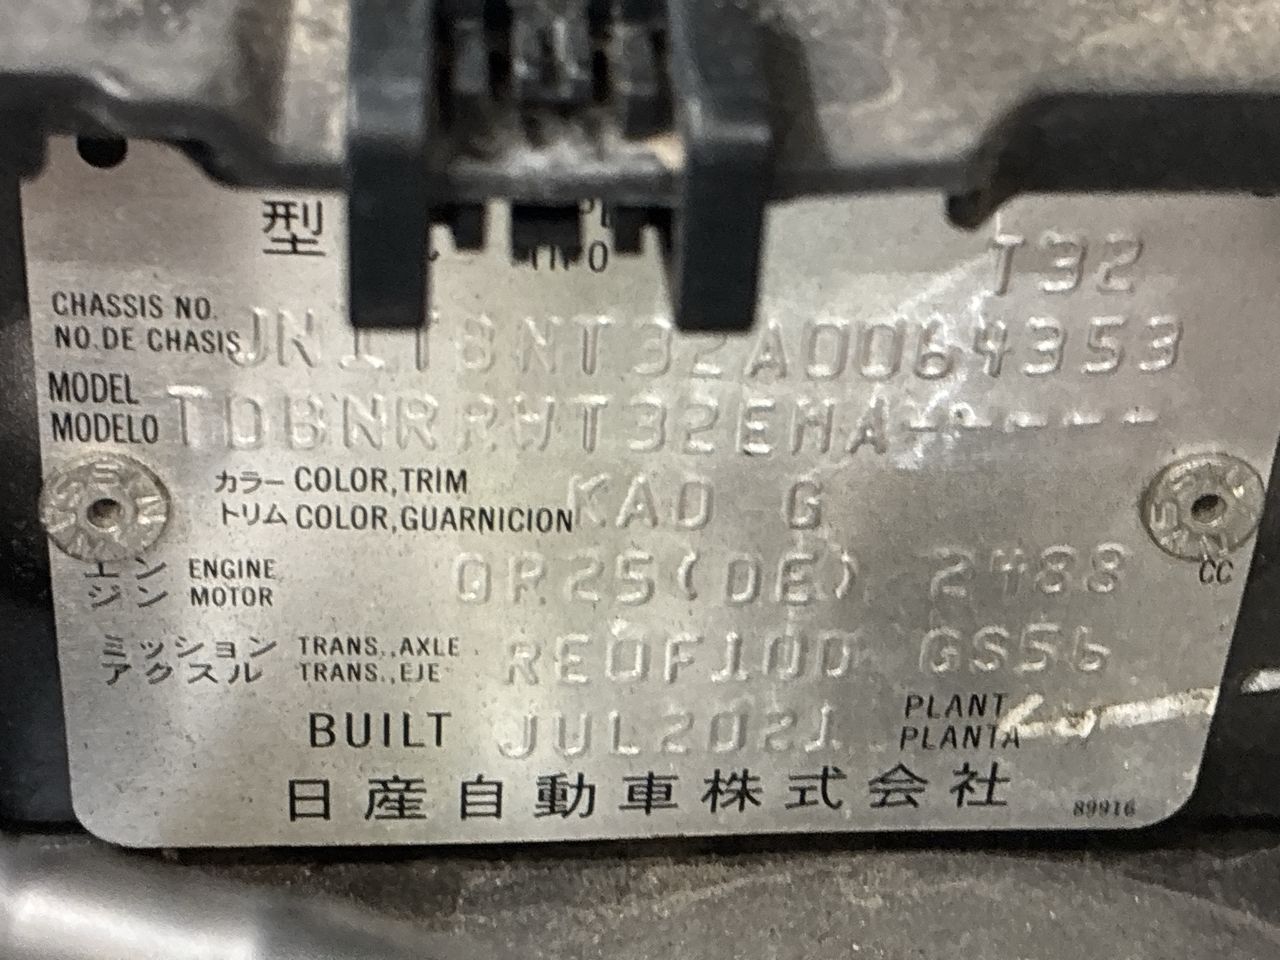 型
NO
T32
CHASSIS NO.
NO.DE CHASIS JN1TBNT32A0064353
MODEL
MODELO TDBNRRWT32EMA-----
カラー COLOR,TRIM
トリム COLOR,GUARNICION KAD G
エンジン ENGINE
MOTOR QR25(DE) 2488 CC
ミッション TRANS.,AXLE
アクスル TRANS.,EJE RE0F10D GS56
BUILT JUL2021 PLANT
PLANTA
日産自動車株式会社 89916